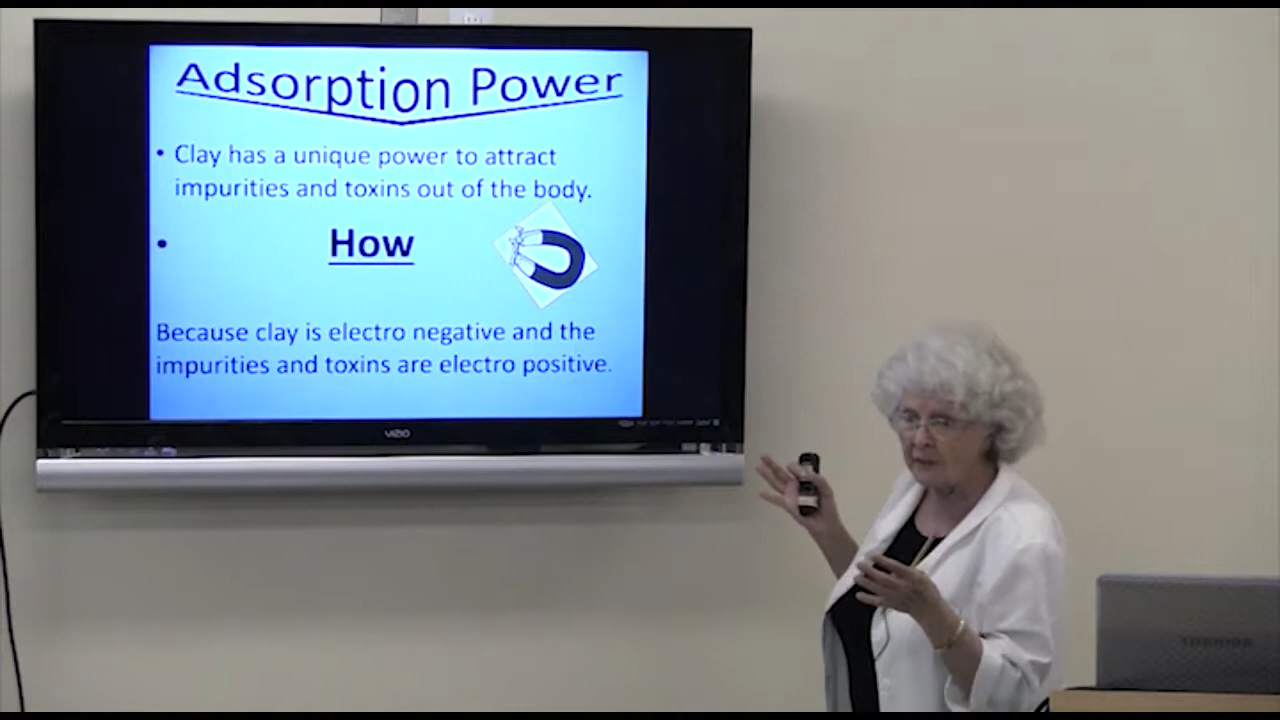 Adsorption Power
• Clay has a unique power to attract
impurities and toxins out of the body.
• How
Because clay is electro negative and the
impurities and toxins are electro positive.
VIZIO
TOSHIBA